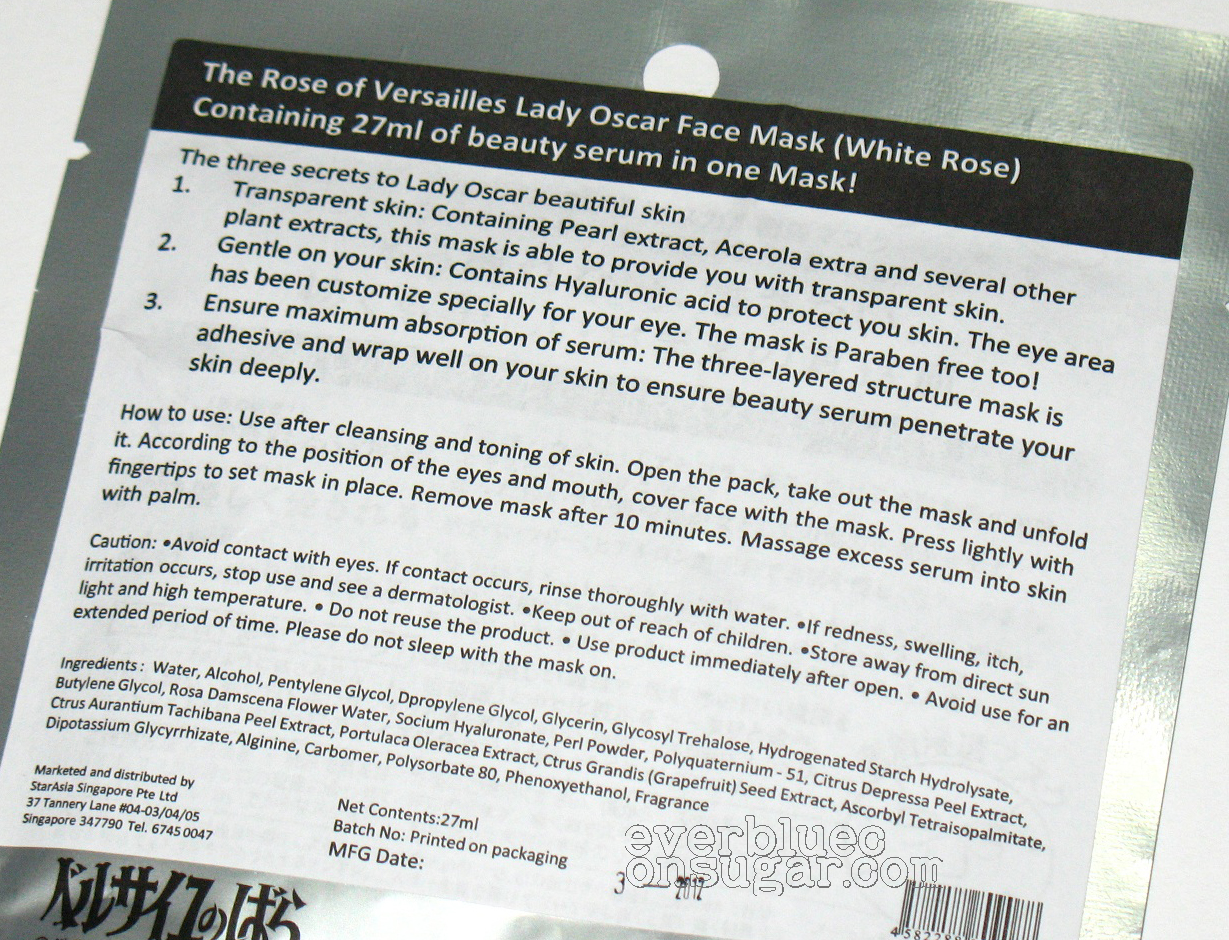 The Rose of Versailles Lady Oscar Face Mask (White Rose)
Containing 27ml of beauty serum in one Mask!
The three secrets to Lady Oscar beautiful skin
1. Transparent skin: Containing Pearl extract, Acerola extra and several other
plant extracts, this mask is able to provide you with transparent skin.
2. Gentle on your skin: Contains Hyaluronic acid to protect you skin. The eye area
has been customize specially for your eye. The mask is Paraben free too!
3. Ensure maximum absorption of serum: The three-layered structure mask is
adhesive and wrap well on your skin to ensure beauty serum penetrate your
skin deeply.
How to use: Use after cleansing and toning of skin. Open the pack, take out the mask and unfold
it. According to the position of the eyes and mouth, cover face with the mask. Press lightly with
fingertips to set mask in place. Remove mask after 10 minutes. Massage excess serum into skin
with palm.
Caution: •Avoid contact with eyes. If contact occurs, rinse thoroughly with water. •If redness, swelling, itch,
irritation occurs, stop use and see a dermatologist. •Keep out of reach of children. •Store away from direct sun
light and high temperature. • Do not reuse the product. • Use product immediately after open. • Avoid use for an
extended period of time. Please do not sleep with the mask on.
Ingredients : Water, Alcohol, Pentylene Glycol, Dpropylene Glycol, Glycerin, Glycosyl Trehalose, Hydrogenated Starch Hydrolysate,
Butylene Glycol, Rosa Damscena Flower Water, Socium Hyaluronate, Perl Powder, Polyquaternium - 51, Citrus Depressa Peel Extract,
Ctrus Aurantium Tachibana Peel Extract, Portulaca Oleracea Extract, Ctrus Grandis (Grapefruit) Seed Extract, Ascorbyl Tetraisopalmitate,
Dipotassium Glycyrrhizate, Alginine, Carbomer, Polysorbate 80, Phenoxyethanol, Fragrance
Marketed and distributed by
StarAsia Singapore Pte Ltd
37 Tannery Lane #04-03/04/05
Singapore 347790 Tel. 6745 0047
Net Contents:27ml
Batch No: Printed on packaging
MFG Date:
3 — 2012
everbluec
onsugar.com
ベルサイユのばら